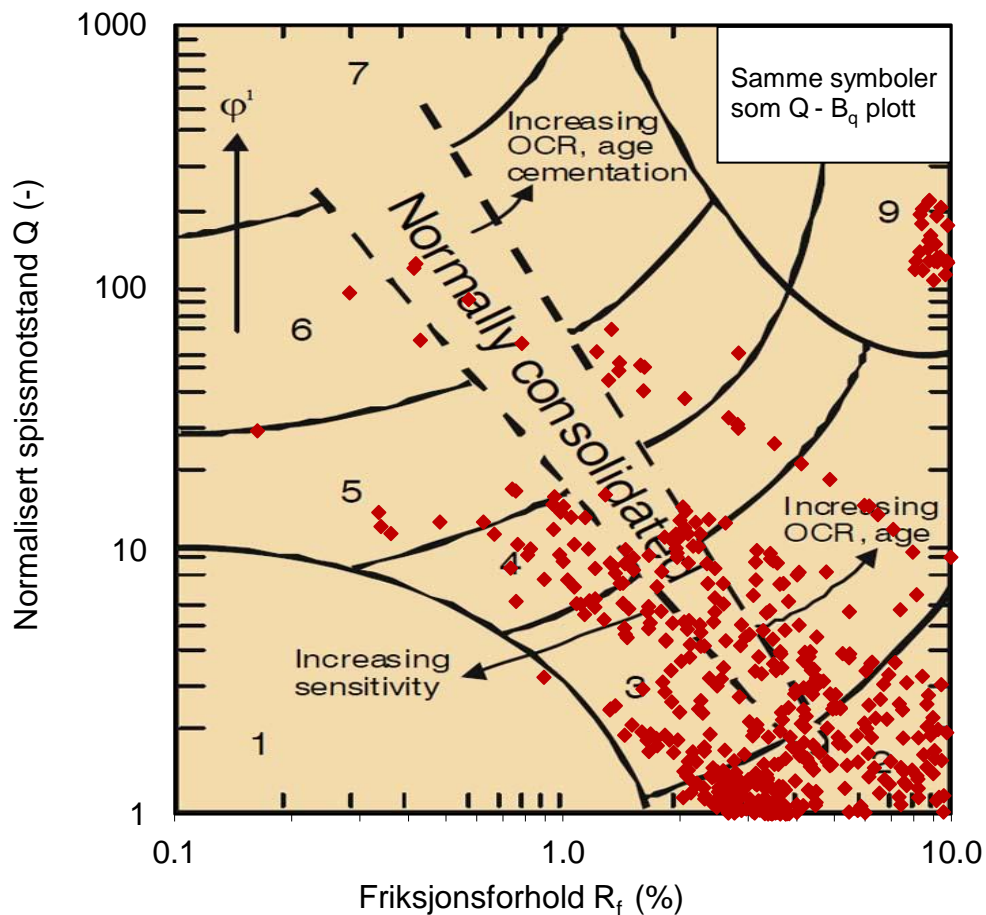 1000
100
10
1
Normalisert spissmotstand Q (-)
7
φ¹
Increasing
OCR, age
cementation
Samme symboler
som Q - Bq plott
9
6
Normally consolidated
5
Increasing
OCR, age
4
Increasing
sensitivity
3
1
2
0.1
1.0
10.0
Friksjonsforhold Rf (%)